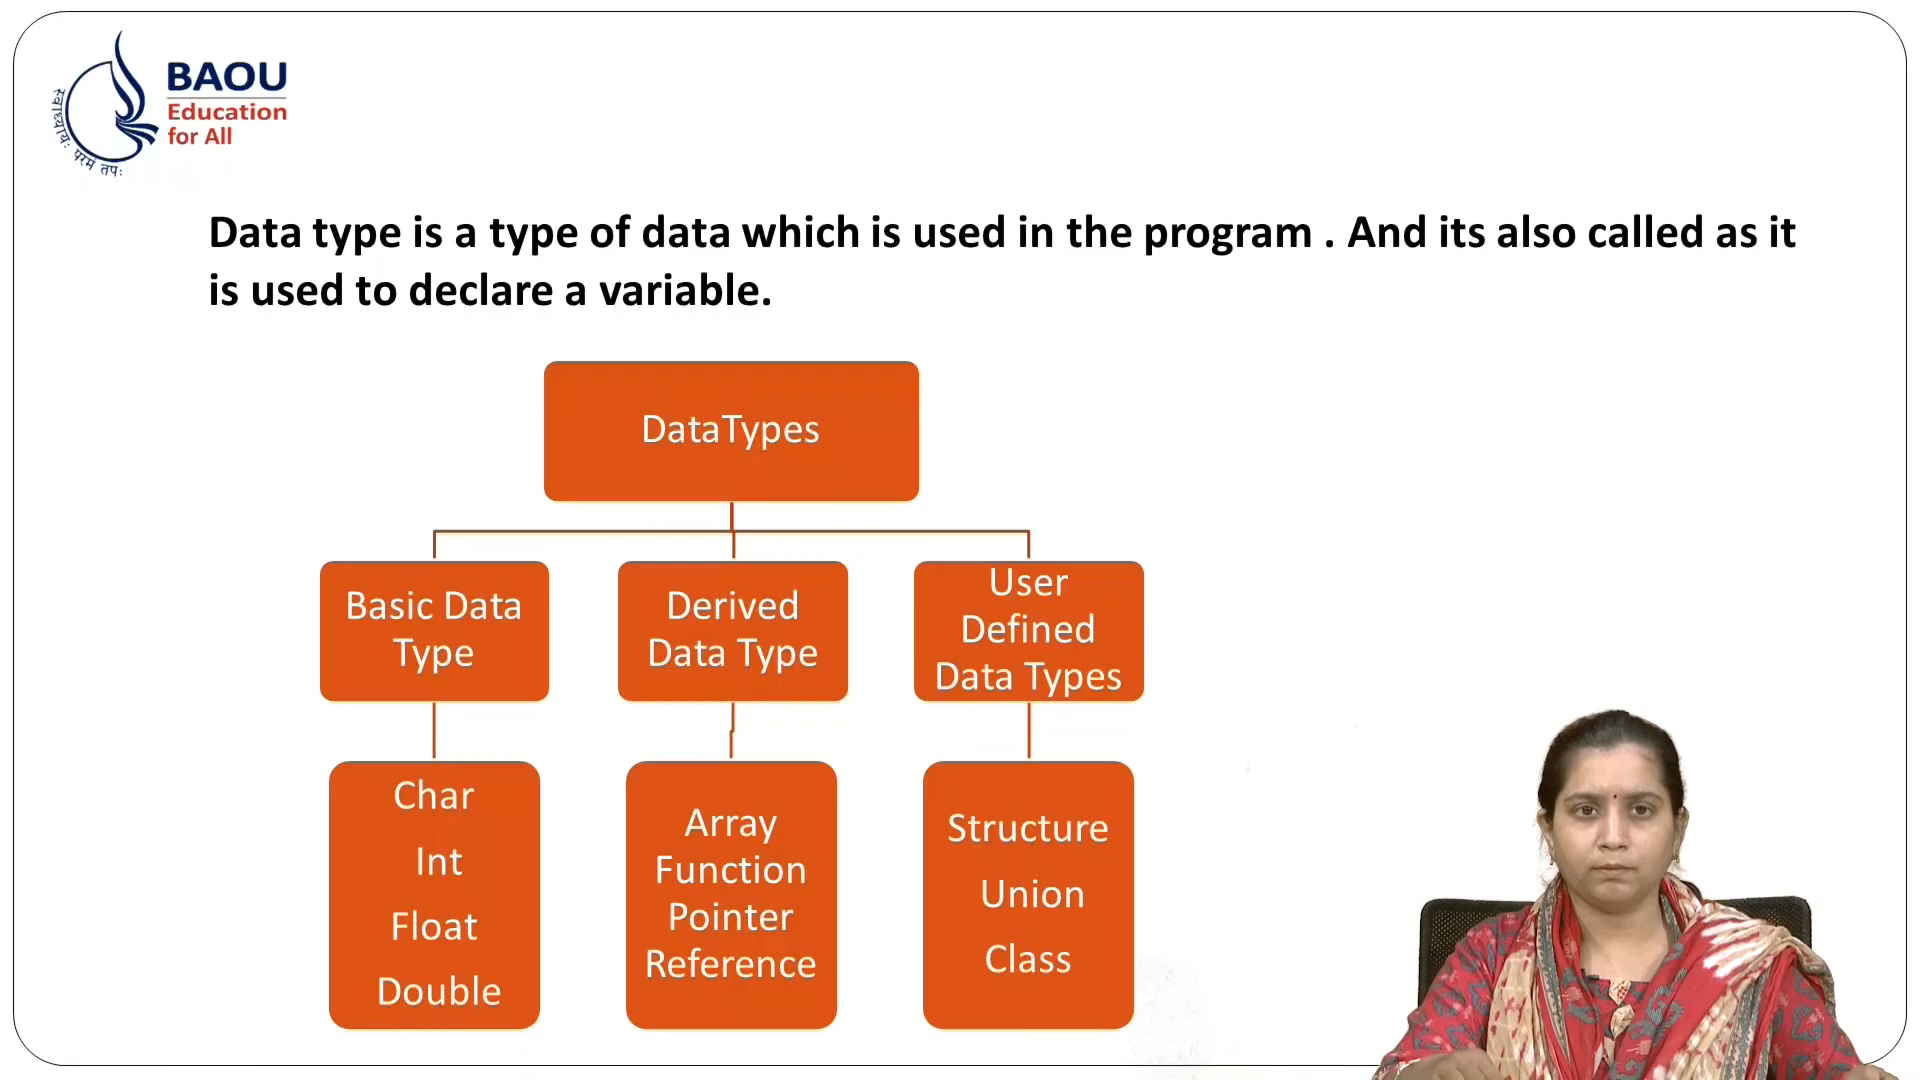 BAOU
Education
for All
स्वाध्यायः परमं तपः
Data type is a type of data which is used in the program . And its also called as it
is used to declare a variable.
DataTypes
Basic Data
Type
Derived
Data Type
User
Defined
Data Types
Char
Int
Float
Double
Array
Function
Pointer
Reference
Structure
Union
Class